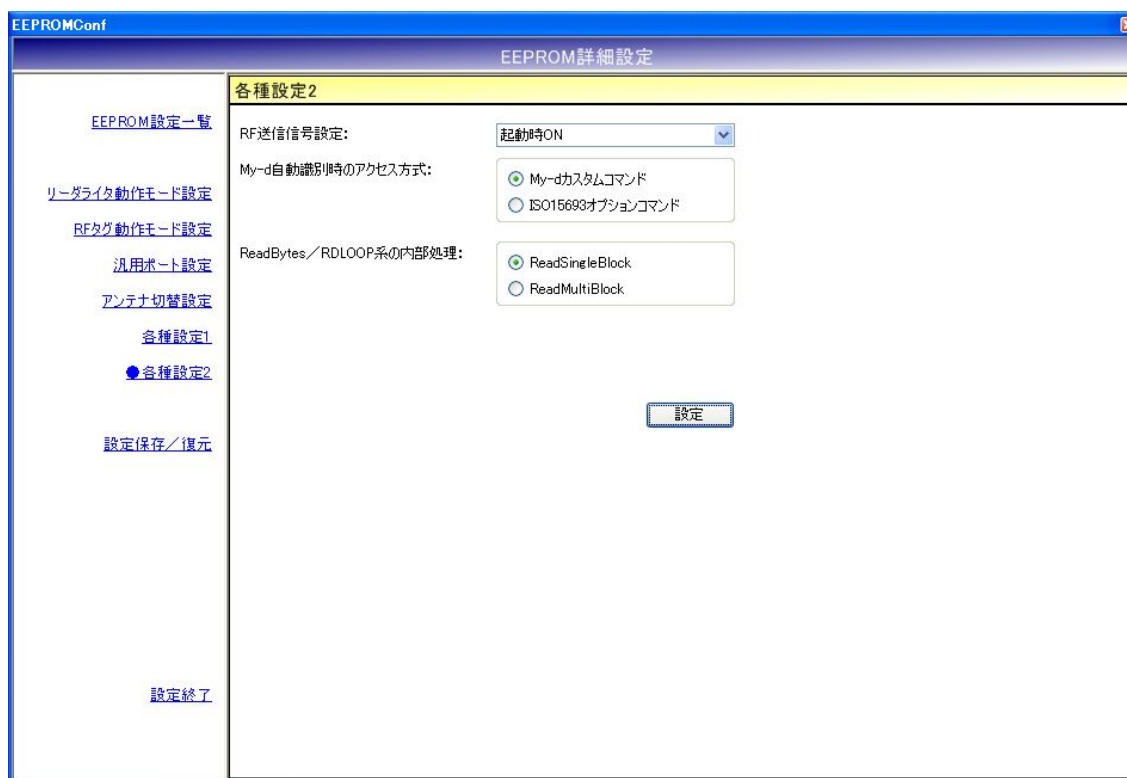 EEPROMConf
EEPROM詳細設定
EEPROM設定一覧
リーダライタ動作モード設定
RFタグ動作モード設定
汎用ポート設定
アンテナ切替設定
各種設定1
●各種設定2
設定保存／復元
設定終了
各種設定2
RF送信信号設定:
起動時ON
My-d自動識別時のアクセス方式:
My-dカスタムコマンド
ISO15693オプションコマンド
ReadBytes／RDLOOP系の内部処理:
ReadSingleBlock
ReadMultiBlock
設定